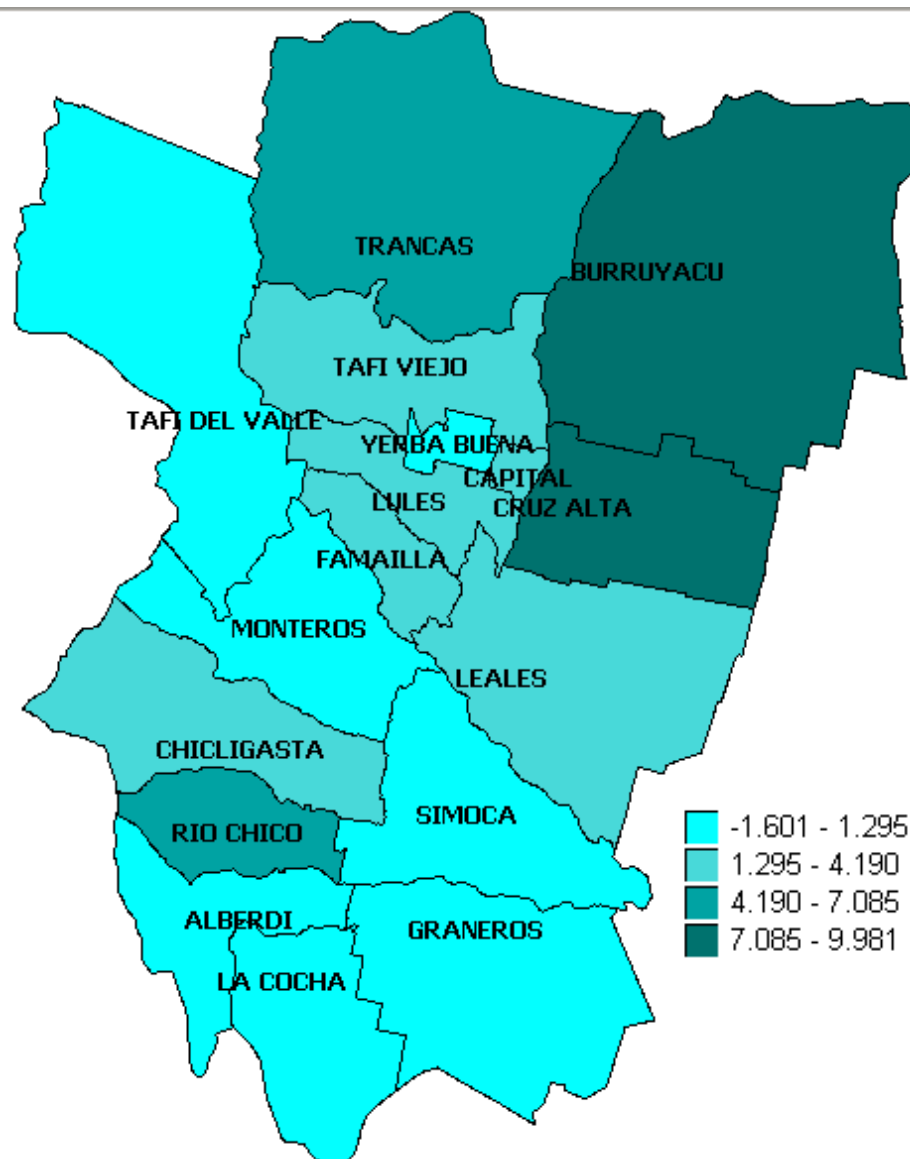 TRANCAS
BURRUYACU
TAFI VIEJO
TAFI DEL VALLE
YERBA BUENA
CAPITAL
LULES
CRUZ ALTA
FAMAILLA
MONTEROS
LEALES
CHICLIGASTA
SIMOCA
RIO CHICO
ALBERDI
GRANEROS
LA COCHA
-1.601 - 1.295
1.295 - 4.190
4.190 - 7.085
7.085 - 9.981